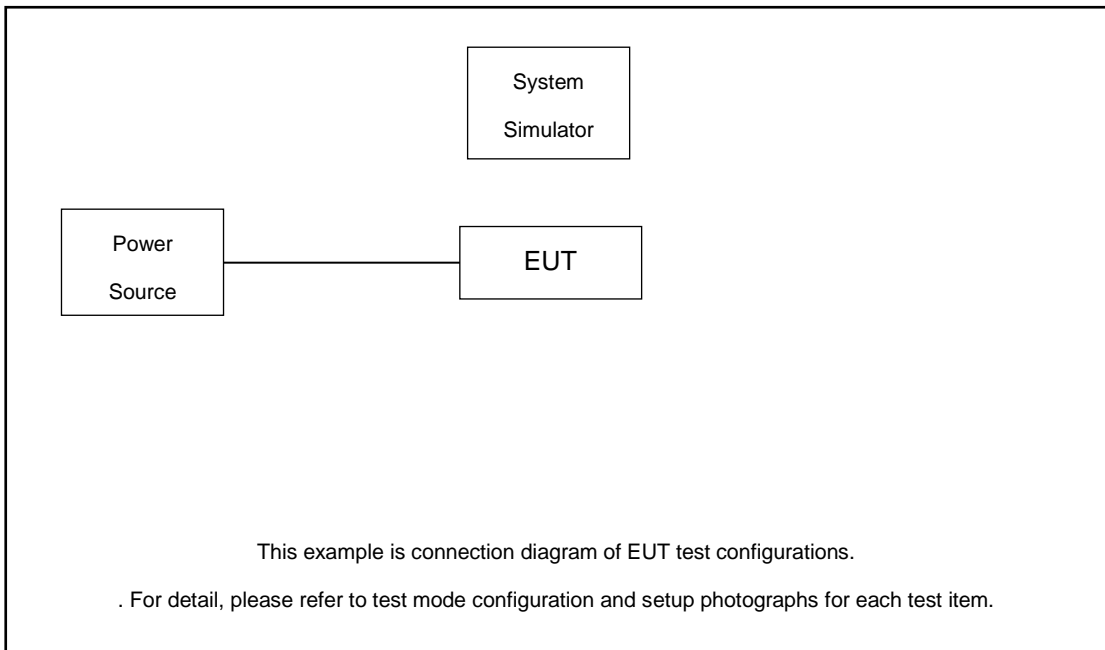 System
Simulator
Power
Source
EUT
This example is connection diagram of EUT test configurations.
. For detail, please refer to test mode configuration and setup photographs for each test item.